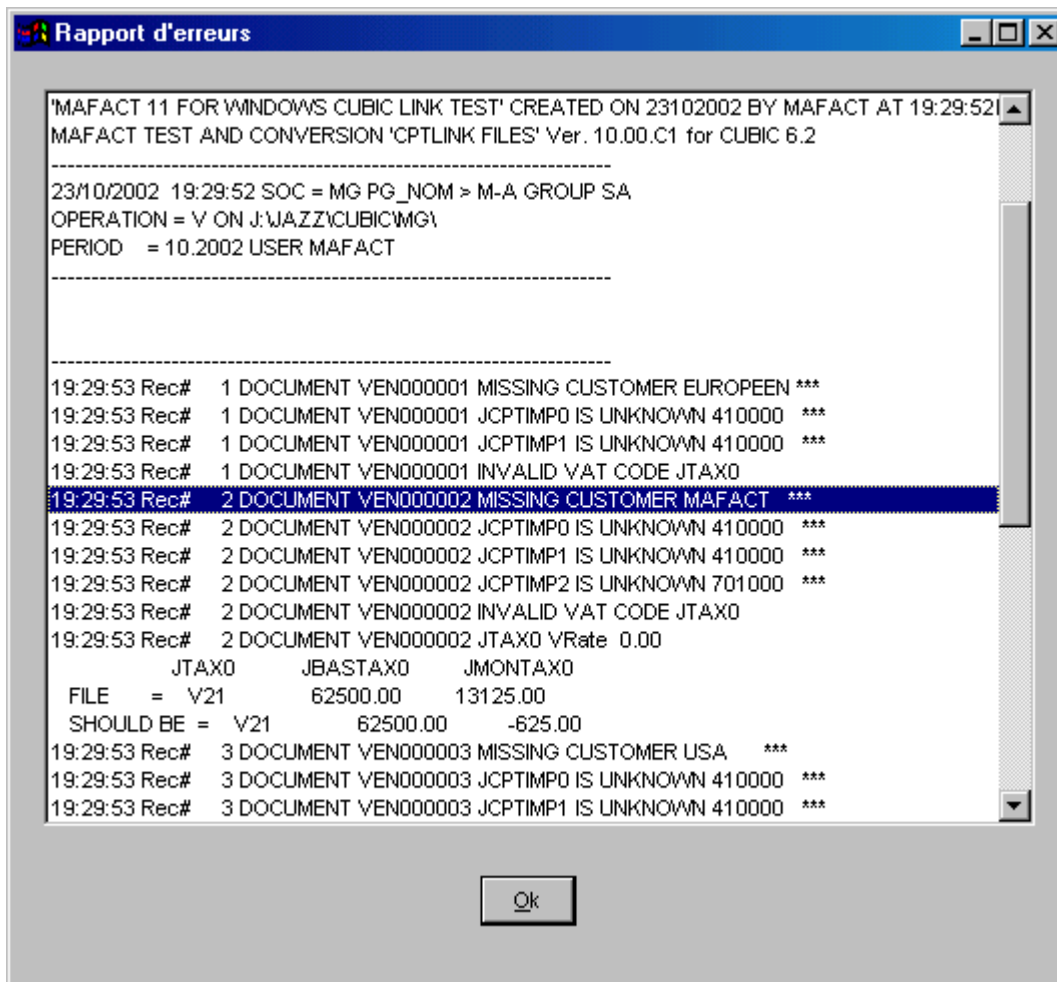 Rapport d'erreurs
'MAFACT 11 FOR WINDOWS CUBIC LINK TEST' CREATED ON 23102002 BY MAFACT AT 19:29:52
MAFACT TEST AND CONVERSION 'CPTLINK FILES' Ver. 10.00.C1 for CUBIC 6.2
----------------------------------------------------------------------
23/10/2002 19:29:52 SOC = MG PG_NOM > M-A GROUP SA
OPERATION = V ON J:\JAZZ\CUBIC\MG\
PERIOD = 10.2002 USER MAFACT
----------------------------------------------------------------------
----------------------------------------------------------------------
19:29:53 Rec# 1 DOCUMENT VEN000001 MISSING CUSTOMER EUROPEEN ***
19:29:53 Rec# 1 DOCUMENT VEN000001 JCPTIMP0 IS UNKNOWN 410000 ***
19:29:53 Rec# 1 DOCUMENT VEN000001 JCPTIMP1 IS UNKNOWN 410000 ***
19:29:53 Rec# 1 DOCUMENT VEN000001 INVALID VAT CODE JTAX0
19:29:53 Rec# 2 DOCUMENT VEN000002 MISSING CUSTOMER MAFACT ***
19:29:53 Rec# 2 DOCUMENT VEN000002 JCPTIMP0 IS UNKNOWN 410000 ***
19:29:53 Rec# 2 DOCUMENT VEN000002 JCPTIMP1 IS UNKNOWN 410000 ***
19:29:53 Rec# 2 DOCUMENT VEN000002 JCPTIMP2 IS UNKNOWN 701000 ***
19:29:53 Rec# 2 DOCUMENT VEN000002 INVALID VAT CODE JTAX0
19:29:53 Rec# 2 DOCUMENT VEN000002 JTAX0 VRate 0.00
JTAX0 JBASTAX0 JMONTAX0
FILE = V21 62500.00 13125.00
SHOULD BE = V21 62500.00 -625.00
19:29:53 Rec# 3 DOCUMENT VEN000003 MISSING CUSTOMER USA ***
19:29:53 Rec# 3 DOCUMENT VEN000003 JCPTIMP0 IS UNKNOWN 410000 ***
19:29:53 Rec# 3 DOCUMENT VEN000003 JCPTIMP1 IS UNKNOWN 410000 ***
Ok